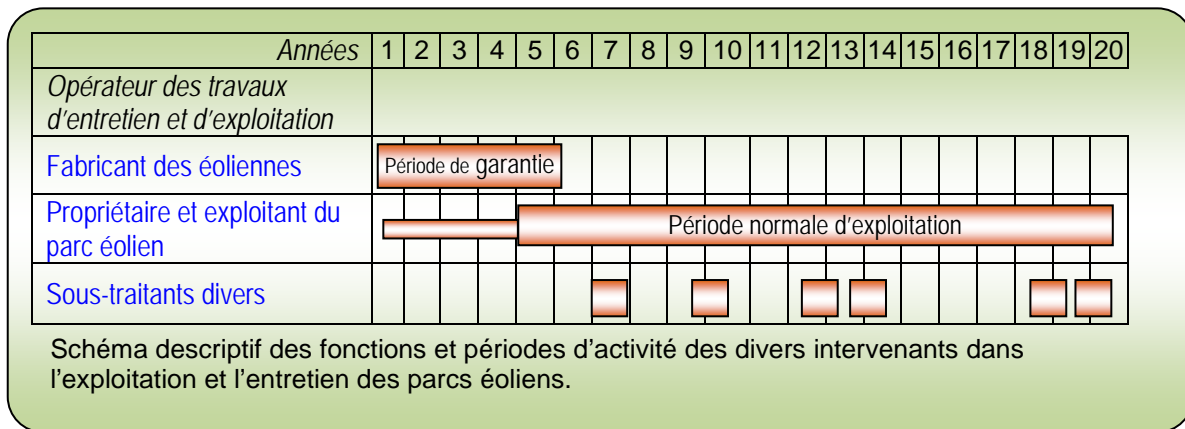 Années 1 2 3 4 5 6 7 8 9 10 11 12 13 14 15 16 17 18 19 20
Opérateur des travaux
d'entretien et d'exploitation
Fabricant des éoliennes
Période de garantie
Propriétaire et exploitant du
parc éolien
Période normale d'exploitation
Sous-traitants divers
Schéma descriptif des fonctions et périodes d'activité des divers intervenants dans
l'exploitation et l'entretien des parcs éoliens.